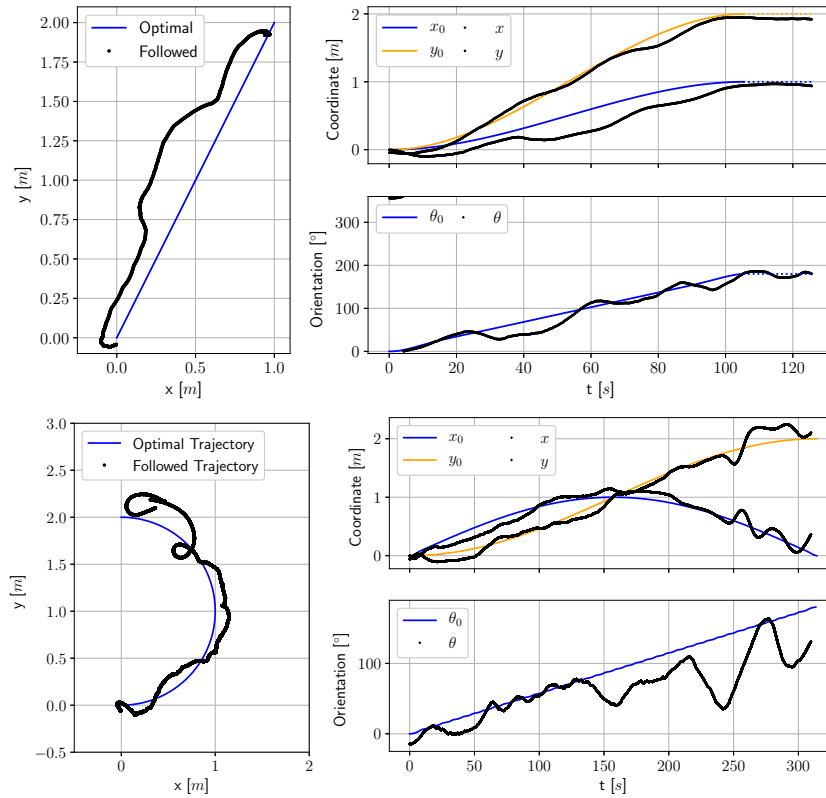 Optimal
Followed
2.00
1.75
1.50
1.25
1.00
0.75
0.50
0.25
0.00
y [m]
0.0 0.5 1.0
x [m]
x₀ x
y₀ y
2
1
0
Coordinate [m]
θ₀ θ
300
200
100
0
Orientation [°]
0 20 40 60 80 100 120
t [s]
Optimal Trajectory
Followed Trajectory
3.0
2.5
2.0
1.5
1.0
0.5
0.0
−0.5
y [m]
0 1 2
x [m]
x₀ x
y₀ y
2
1
0
Coordinate [m]
θ₀
θ
100
0
Orientation [°]
0 50 100 150 200 250 300
t [s]